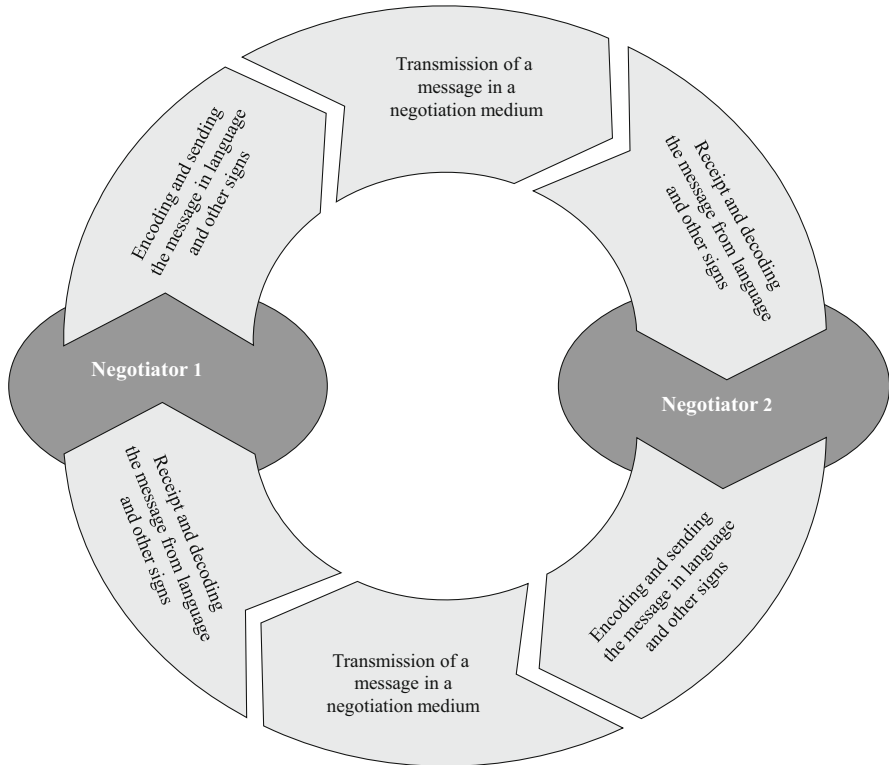 Transmission of a
message in a
negotiation medium
Encoding and sending
the message in language
and other signs
Receipt and decoding
the message from language
and other signs
Negotiator 1
Negotiator 2
Receipt and decoding
the message from language
and other signs
Encoding and sending
the message in language
and other signs
Transmission of a
message in a
negotiation medium